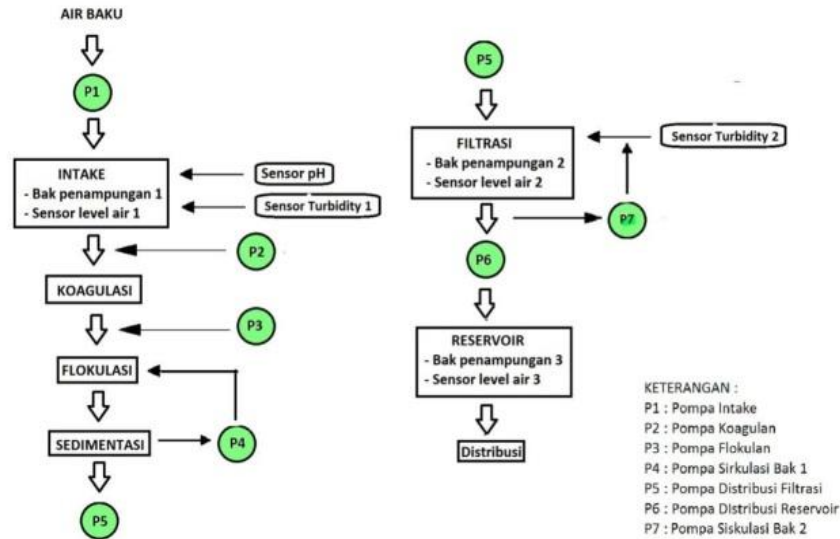 AIR BAKU
P1
INTAKE
- Bak penampungan 1
- Sensor level air 1
Sensor pH
Sensor Turbidity 1
P2
KOAGULASI
P3
FLOKULASI
SEDIMENTASI
P4
P5
P5
FILTRASI
- Bak penampungan 2
- Sensor level air 2
Sensor Turbidity 2
P7
P6
RESERVOIR
- Bak penampungan 3
- Sensor level air 3
Distribusi
KETERANGAN :
P1 : Pompa Intake
P2 : Pompa Koagulan
P3 : Pompa Flokulan
P4 : Pompa Sirkulasi Bak 1
P5 : Pompa Distribusi Filtrasi
P6 : Pompa DIstribusi Reservoir
P7 : Pompa Siskulasi Bak 2